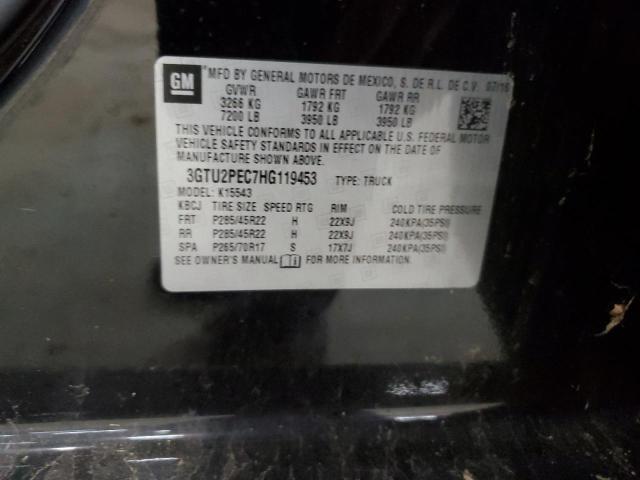 GM
MFD BY GENERAL MOTORS DE MEXICO, S. DE R.L. DE C.V. 07/16
GVWR GAWR FRT GAWR RR
3266 KG 1792 KG 1792 KG
7200 LB 3950 LB 3950 LB
THIS VEHICLE CONFORMS TO ALL APPLICABLE U.S. FEDERAL MOTOR
VEHICLE SAFETY STANDARDS IN EFFECT ON THE DATE OF
MANUFACTURE SHOWN ABOVE.
3GTU2PEC7HG119453 TYPE: TRUCK
MODEL: K15543
KBCJ TIRE SIZE SPEED RTG RIM COLD TIRE PRESSURE
FRT P285/45R22 H 22X9J 240KPA(35PSI)
RR P285/45R22 H 22X9J 240KPA(35PSI)
SPA P265/70R17 S 17X7J 240KPA(35PSI)
SEE OWNER'S MANUAL FOR MORE INFORMATION.